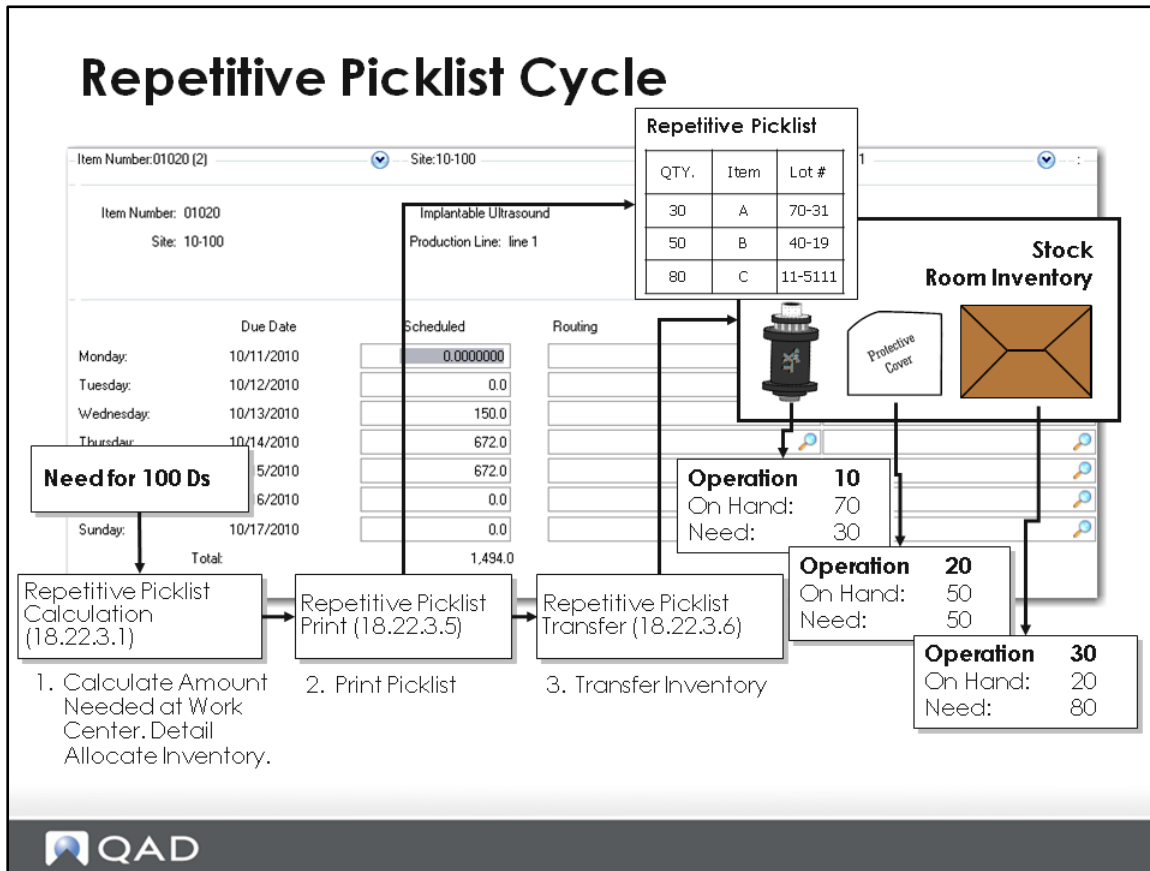 Repetitive Picklist Cycle
Repetitive Picklist
QTY. Item Lot #
30 A 70-31
50 B 40-19
80 C 11-5111
Item Number:01020 (2) Site:10-100 1 :
Item Number: 01020 Implantable Ultrasound
Site: 10-100 Production Line: line 1
Stock
Room Inventory
Protective
Cover
Due Date Scheduled Routing
Monday: 10/11/2010 0.0000000
Tuesday: 10/12/2010 0.0
Wednesday: 10/13/2010 150.0
Thursday: 10/14/2010 672.0
5/2010 672.0
6/2010 0.0
Sunday: 10/17/2010 0.0
Total: 1,494.0
Need for 100 Ds
Operation 10
On Hand: 70
Need: 30
Operation 20
On Hand: 50
Need: 50
Operation 30
On Hand: 20
Need: 80
Repetitive Picklist
Calculation
(18.22.3.1)
Repetitive Picklist
Print (18.22.3.5)
Repetitive Picklist
Transfer (18.22.3.6)
1. Calculate Amount
Needed at Work
Center. Detail
Allocate Inventory.
2. Print Picklist
3. Transfer Inventory
QAD